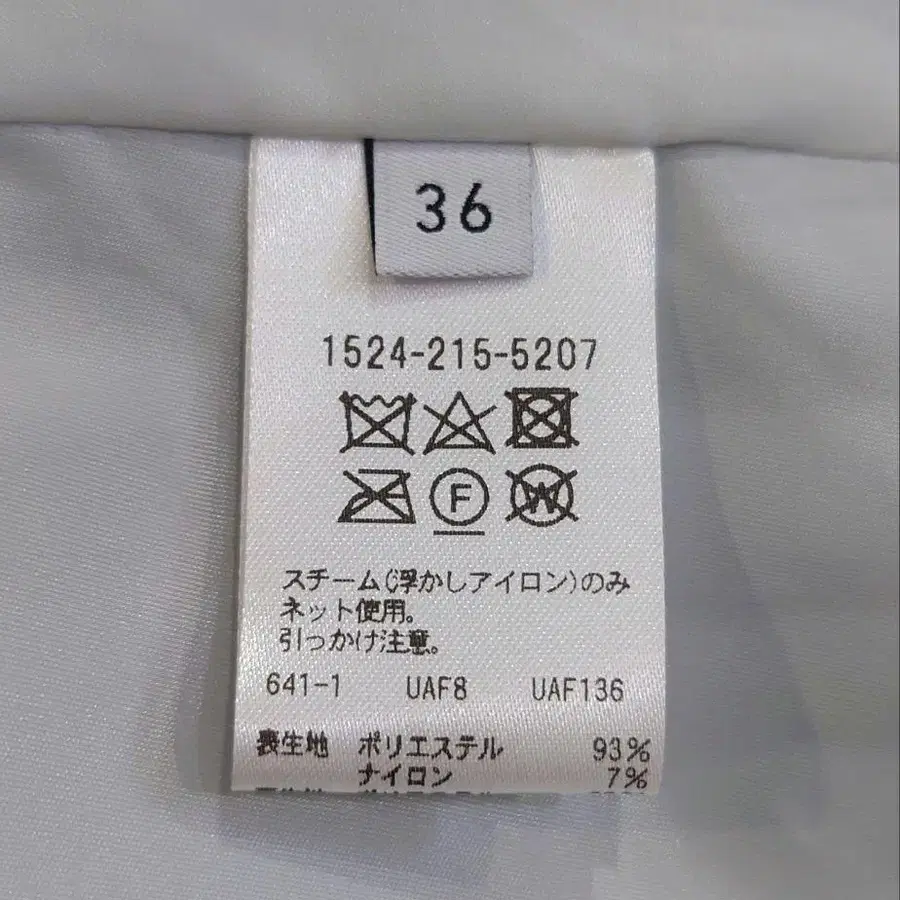 36
1524-215-5207
F
W
スチーム(浮かしアイロン)のみ
ネット使用。
引っかけ注意。
641-1 UAF8 UAF136
表生地 ポリエステル 93%
ナイロン 7%